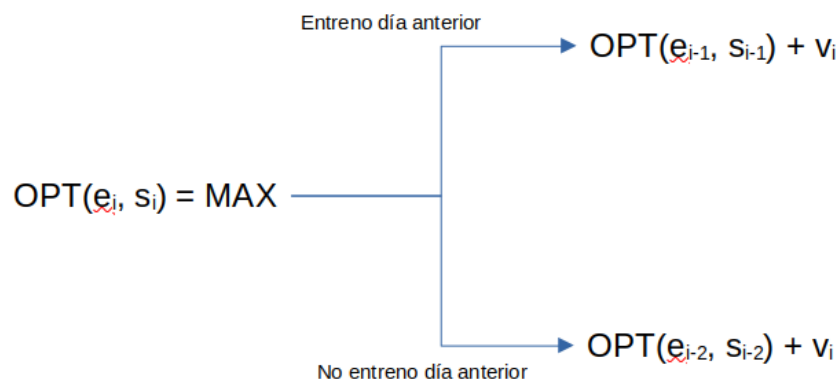 Entreno día anterior
OPT(eᵢ₋₁, sᵢ₋₁) + vᵢ
OPT(eᵢ, sᵢ) = MAX
OPT(eᵢ₋₂, sᵢ₋₂) + vᵢ
No entreno día anterior